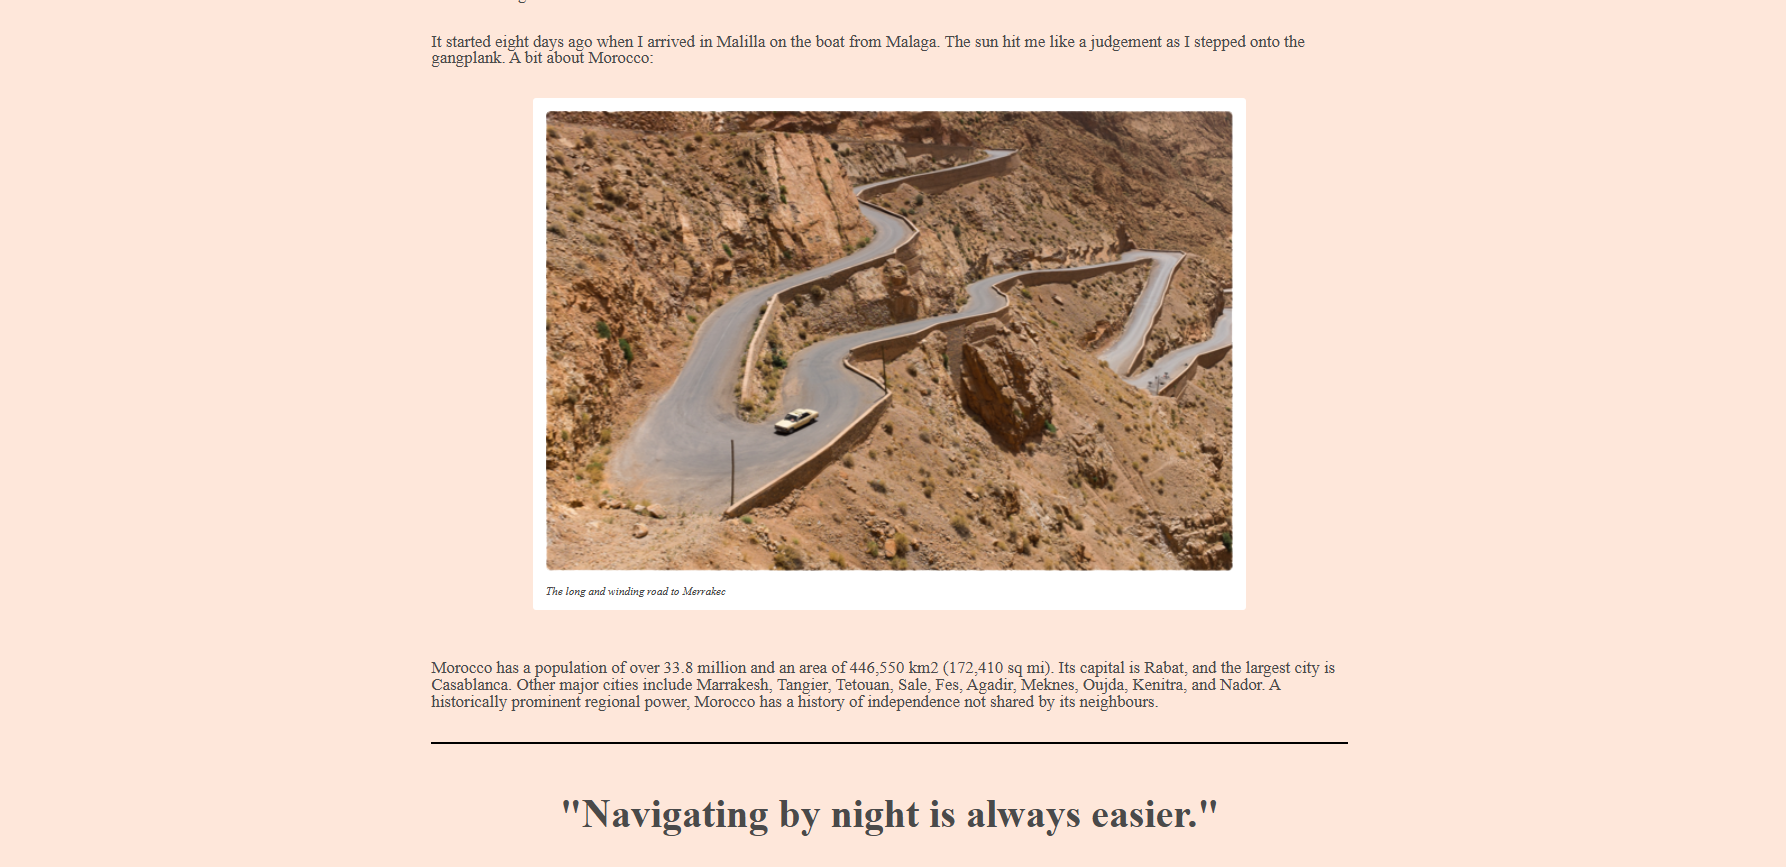 It started eight days ago when I arrived in Malilla on the boat from Malaga. The sun hit me like a judgement as I stepped onto the
gangplank. A bit about Morocco:
The long and winding road to Merrakec
Morocco has a population of over 33.8 million and an area of 446,550 km2 (172,410 sq mi). Its capital is Rabat, and the largest city is
Casablanca. Other major cities include Marrakesh, Tangier, Tetouan, Sale, Fes, Agadir, Meknes, Oujda, Kenitra, and Nador. A
historically prominent regional power, Morocco has a history of independence not shared by its neighbours.
"Navigating by night is always easier."